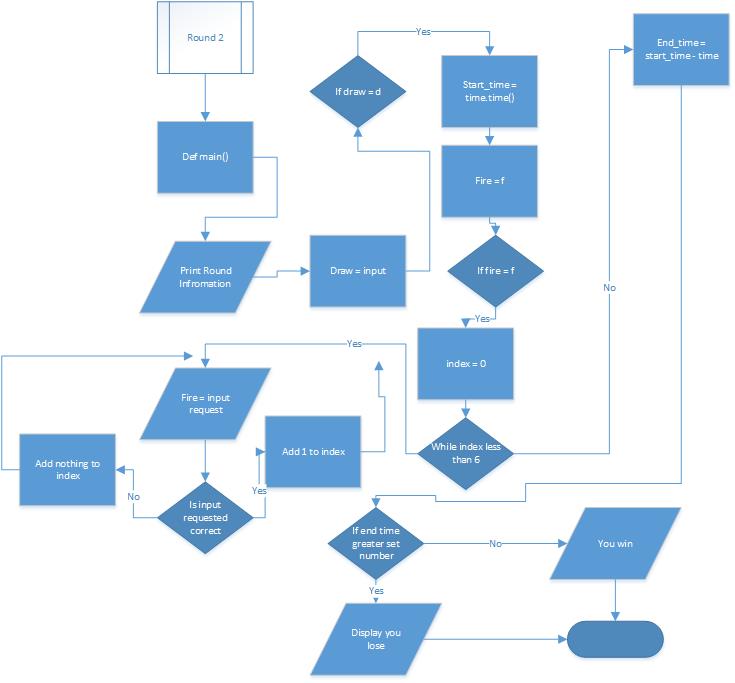 Round 2
Def main()
Print Round
Infromation
Draw = input
If draw = d
Yes
Start_time =
time.time()
Fire = f
If fire = f
Yes
index = 0
While index less
than 6
Yes
No
End_time =
start_time - time
Fire = input
request
Is input
requested
correct
No
Add nothing to
index
Yes
Add 1 to index
If end time
greater set
number
No
You win
Yes
Display you
lose